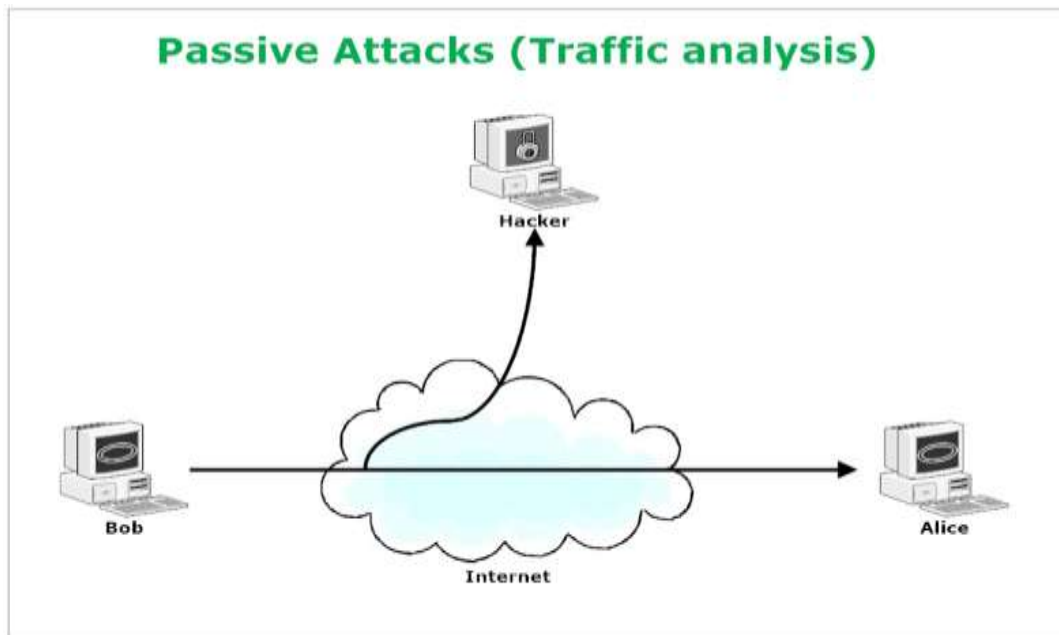 Passive Attacks (Traffic analysis)
Hacker
Bob
Alice
Internet